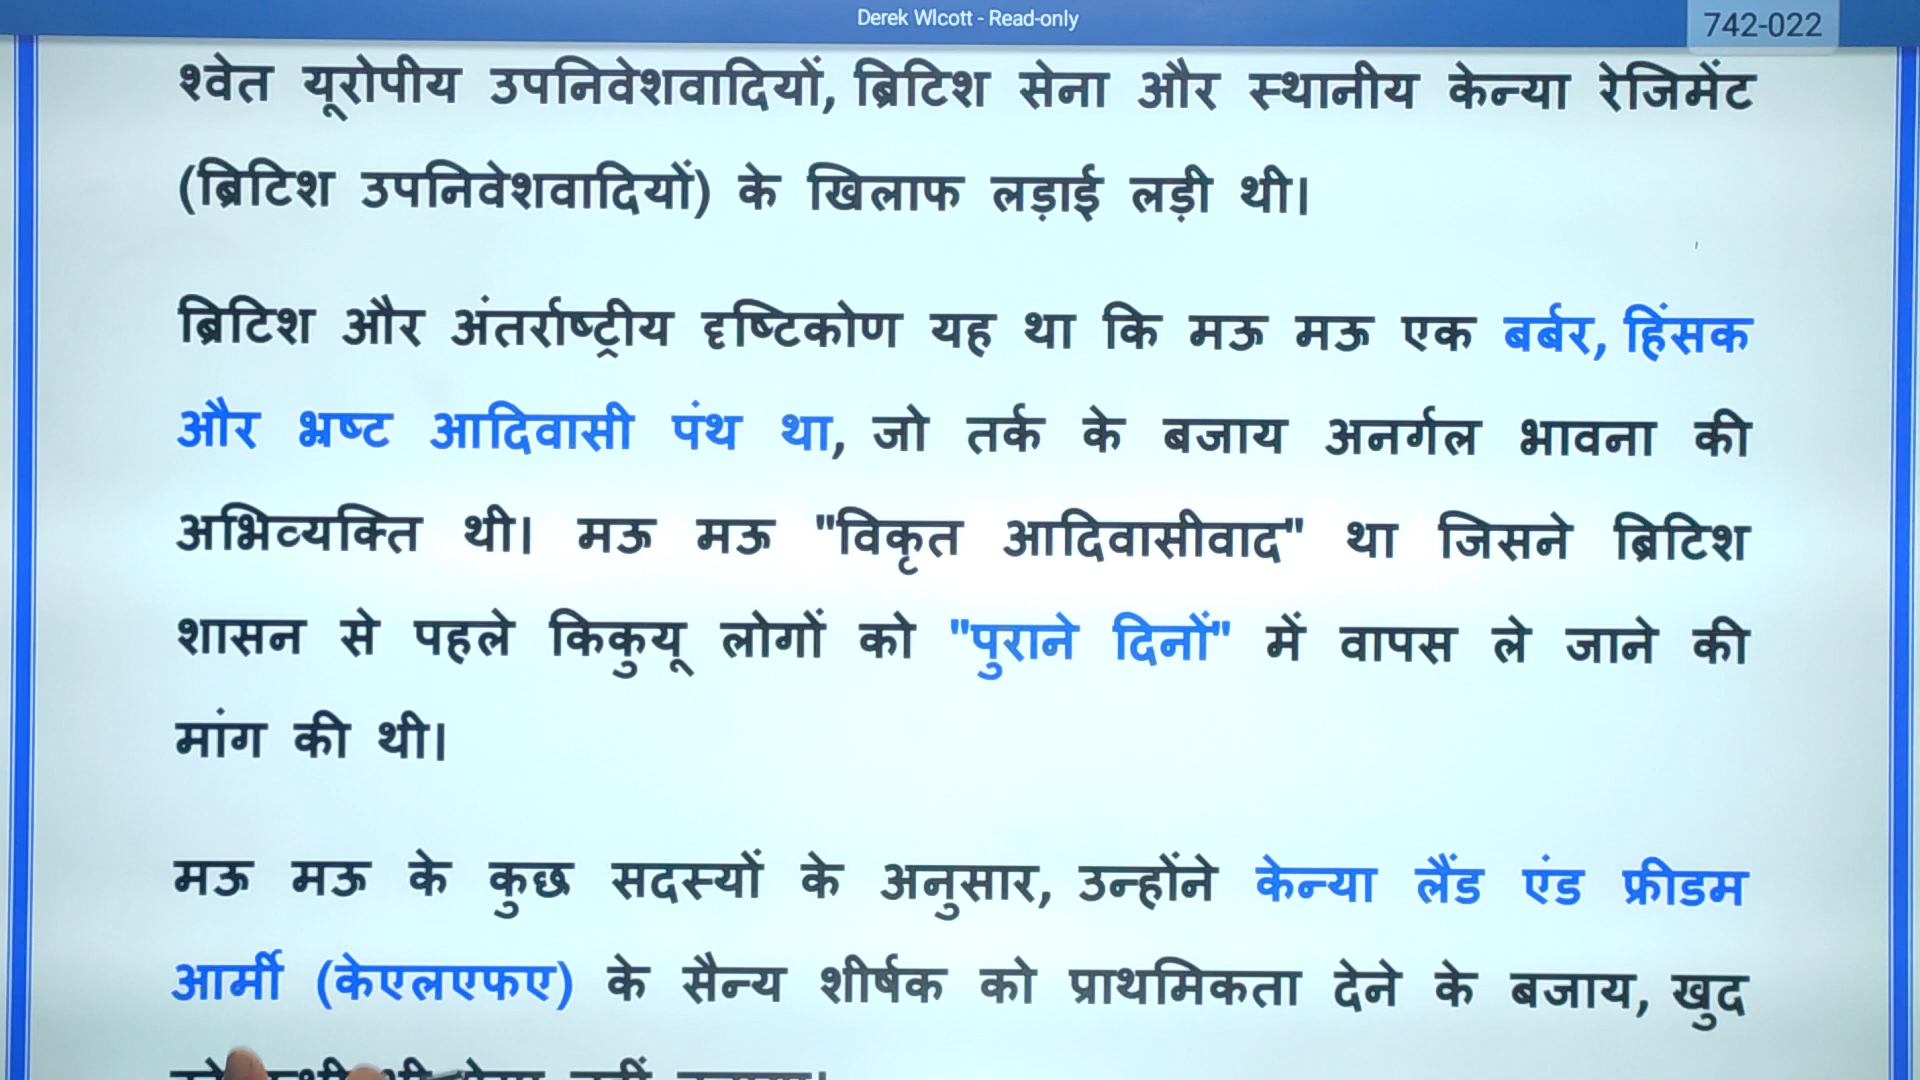 Derek Wlcott - Read-only
742-022
श्वेत यूरोपीय उपनिवेशवादियों, ब्रिटिश सेना और स्थानीय केन्या रेजिमेंट
(ब्रिटिश उपनिवेशवादियों) के खिलाफ लड़ाई लड़ी थी।
ब्रिटिश और अंतर्राष्ट्रीय दृष्टिकोण यह था कि मऊ मऊ एक बर्बर, हिंसक
और भ्रष्ट आदिवासी पंथ था, जो तर्क के बजाय अनर्गल भावना की
अभिव्यक्ति थी। मऊ मऊ "विकृत आदिवासीवाद" था जिसने ब्रिटिश
शासन से पहले किकुयू लोगों को "पुराने दिनों" में वापस ले जाने की
मांग की थी।
मऊ मऊ के कुछ सदस्यों के अनुसार, उन्होंने केन्या लैंड एंड फ्रीडम
आर्मी (केएलएफए) के सैन्य शीर्षक को प्राथमिकता देने के बजाय, खुद